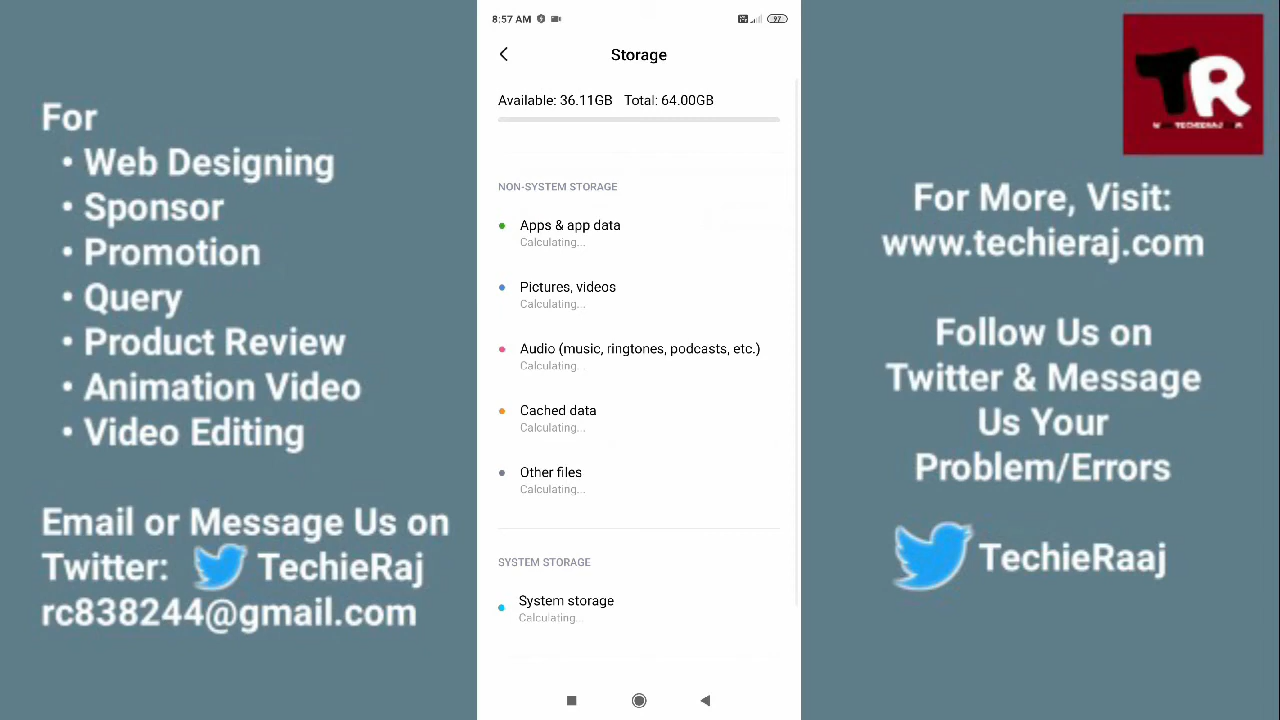 For
• Web Designing
• Sponsor
• Promotion
• Query
• Product Review
• Animation Video
• Video Editing
Email or Message Us on
Twitter: TechieRaj
rc838244@gmail.com
8:57 AM
97
Storage
Available: 36.11GB Total: 64.00GB
NON-SYSTEM STORAGE
Apps & app data
Calculating...
Pictures, videos
Calculating...
Audio (music, ringtones, podcasts, etc.)
Calculating...
Cached data
Calculating...
Other files
Calculating...
SYSTEM STORAGE
System storage
Calculating...
TR
For More, Visit:
www.techieraj.com
Follow Us on
Twitter & Message
Us Your
Problem/Errors
TechieRaaj